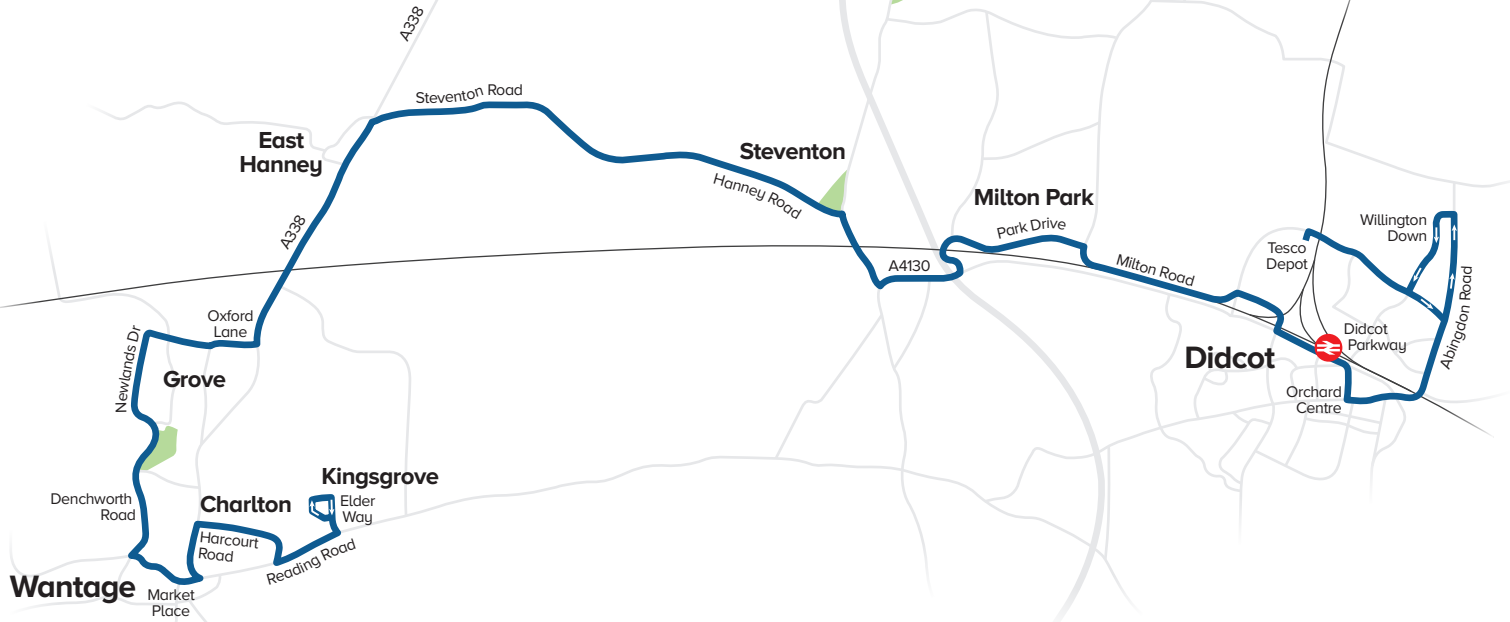 A338
Steventon Road
East
Hanney
Steventon
Hanney Road
Milton Park
Park Drive
A338
A4130
Milton Road
Tesco
Depot
Willington
Down
Abingdon Road
Oxford
Lane
Newlands Dr
Grove
Didcot
Didcot
Parkway
Orchard
Centre
Kingsgrove
Elder
Way
Charlton
Denchworth
Road
Harcourt
Road
Reading Road
Wantage
Market
Place